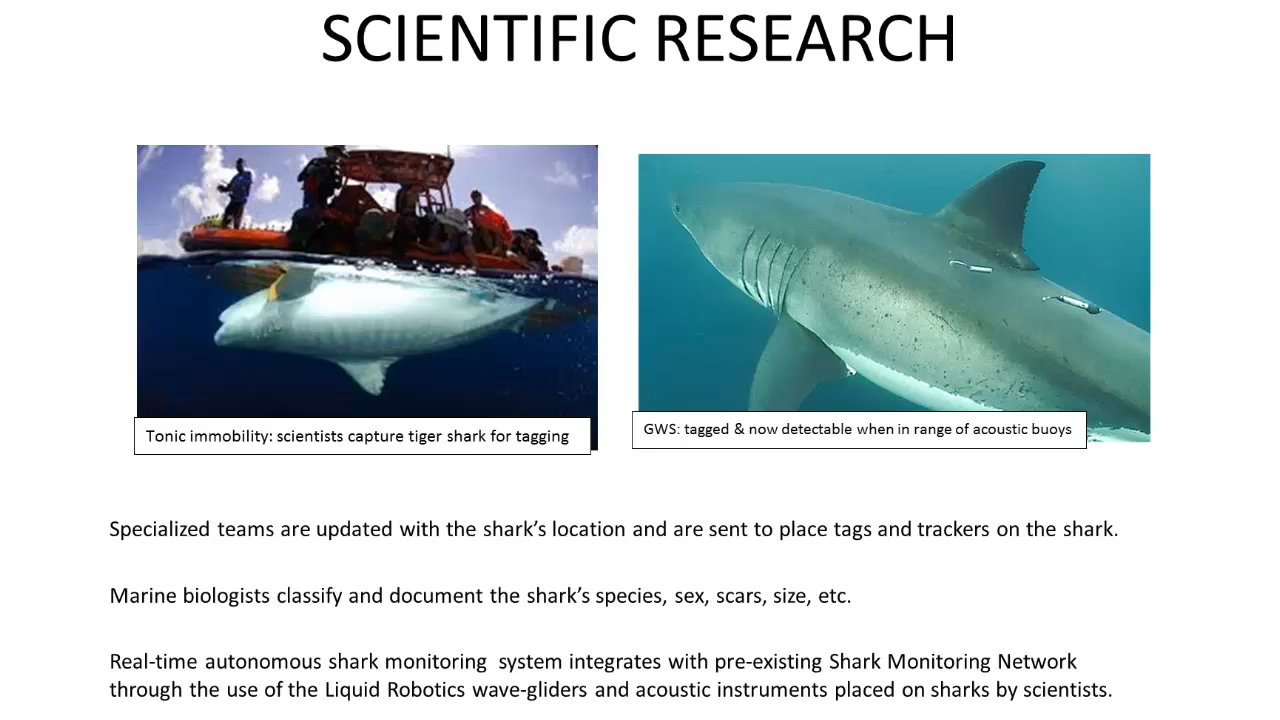 SCIENTIFIC RESEARCH
Tonic immobility: scientists capture tiger shark for tagging
GWS: tagged & now detectable when in range of acoustic buoys
Specialized teams are updated with the shark’s location and are sent to place tags and trackers on the shark.
Marine biologists classify and document the shark’s species, sex, scars, size, etc.
Real-time autonomous shark monitoring  system integrates with pre-existing Shark Monitoring Network
through the use of the Liquid Robotics wave-gliders and acoustic instruments placed on sharks by scientists.